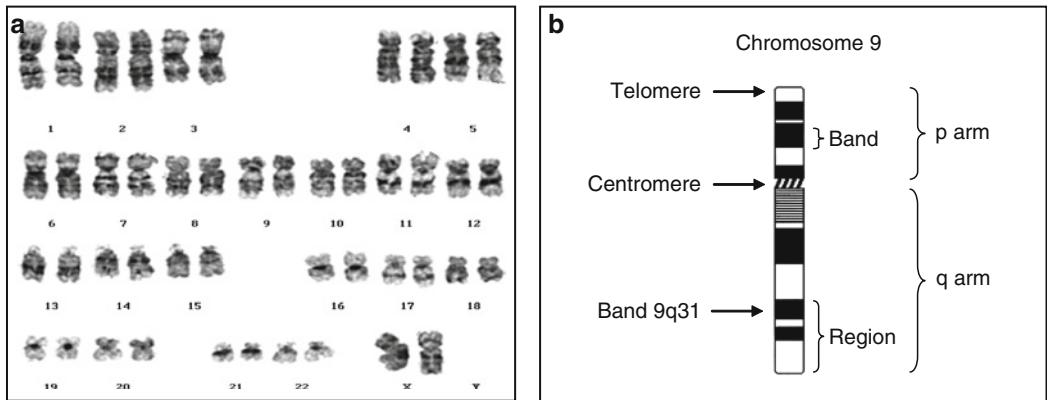 a
1 2 3 4 5
6 7 8 9 10 11 12
13 14 15 16 17 18
19 20 21 22 X Y
b
Chromosome 9
Telomere
Band
p arm
Centromere
q arm
Band 9q31
Region